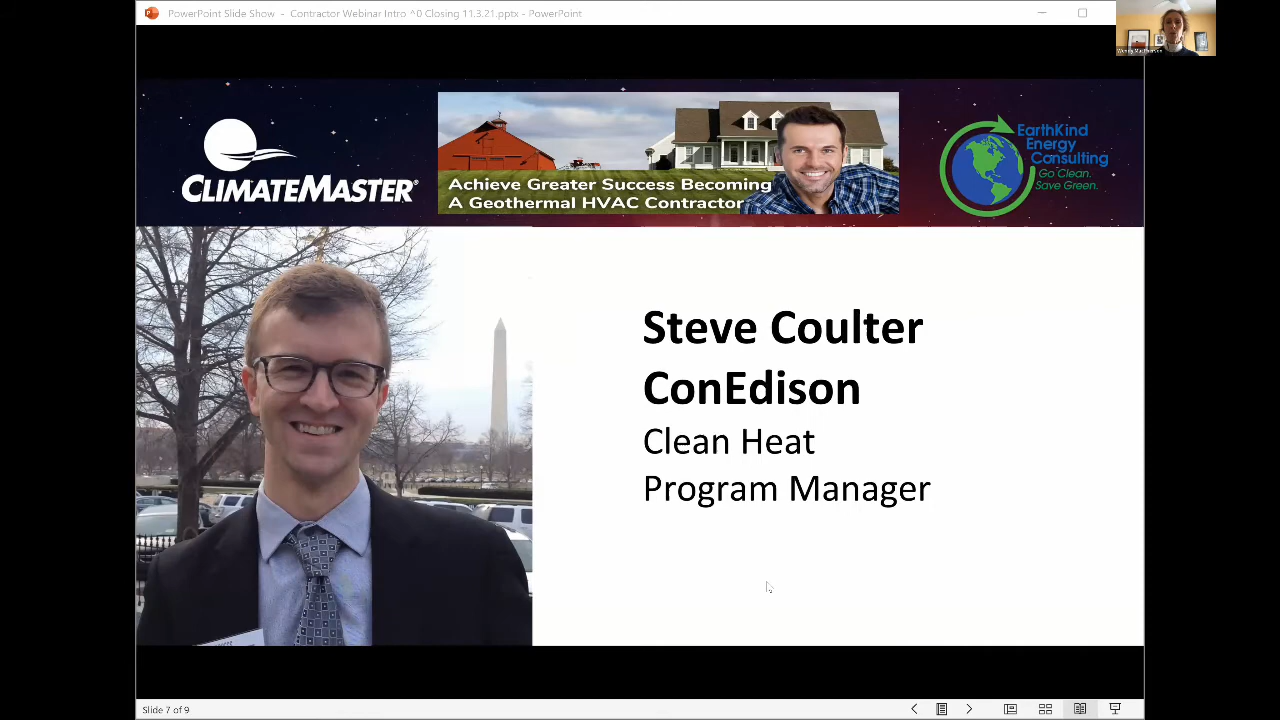 PowerPoint Slide Show - Contractor Webinar Intro ^0 Closing 11.3.21.pptx - PowerPoint
Wendy MacPherson
CLIMATEMASTER®
Achieve Greater Success Becoming
A Geothermal HVAC Contractor
EarthKind
Energy
Consulting
Go Clean.
Save Green.
Steve Coulter
ConEdison
Clean Heat
Program Manager
Slide 7 of 9